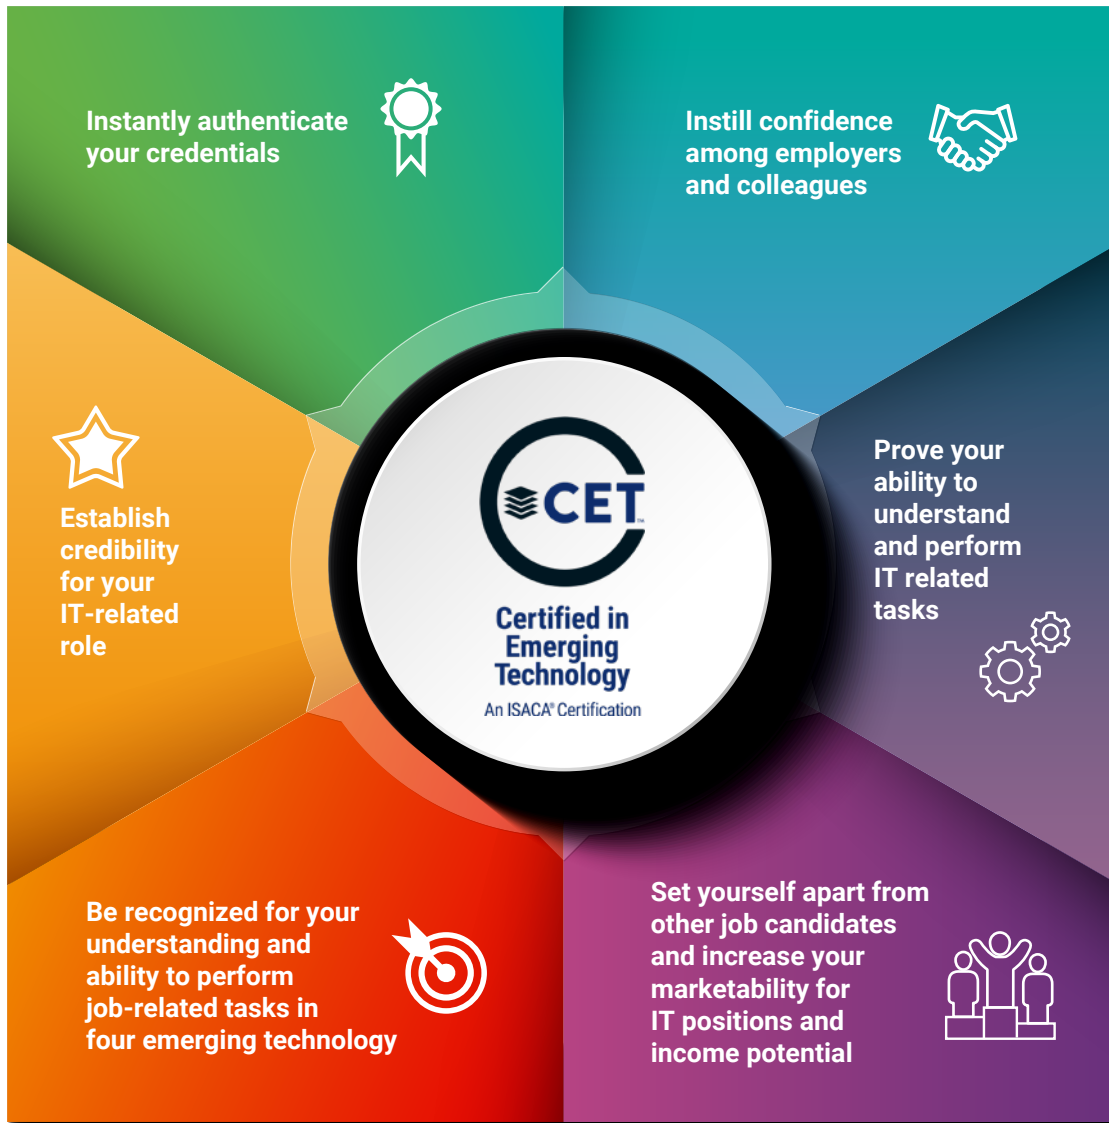 Instantly authenticate
your credentials
Instill confidence
among employers
and colleagues
Establish
credibility
for your
IT-related
role
CET™
Certified in
Emerging
Technology
An ISACA® Certification
Prove your
ability to
understand
and perform
IT related
tasks
Be recognized for your
understanding and
ability to perform
job-related tasks in
four emerging technology
Set yourself apart from
other job candidates
and increase your
marketability for
IT positions and
income potential